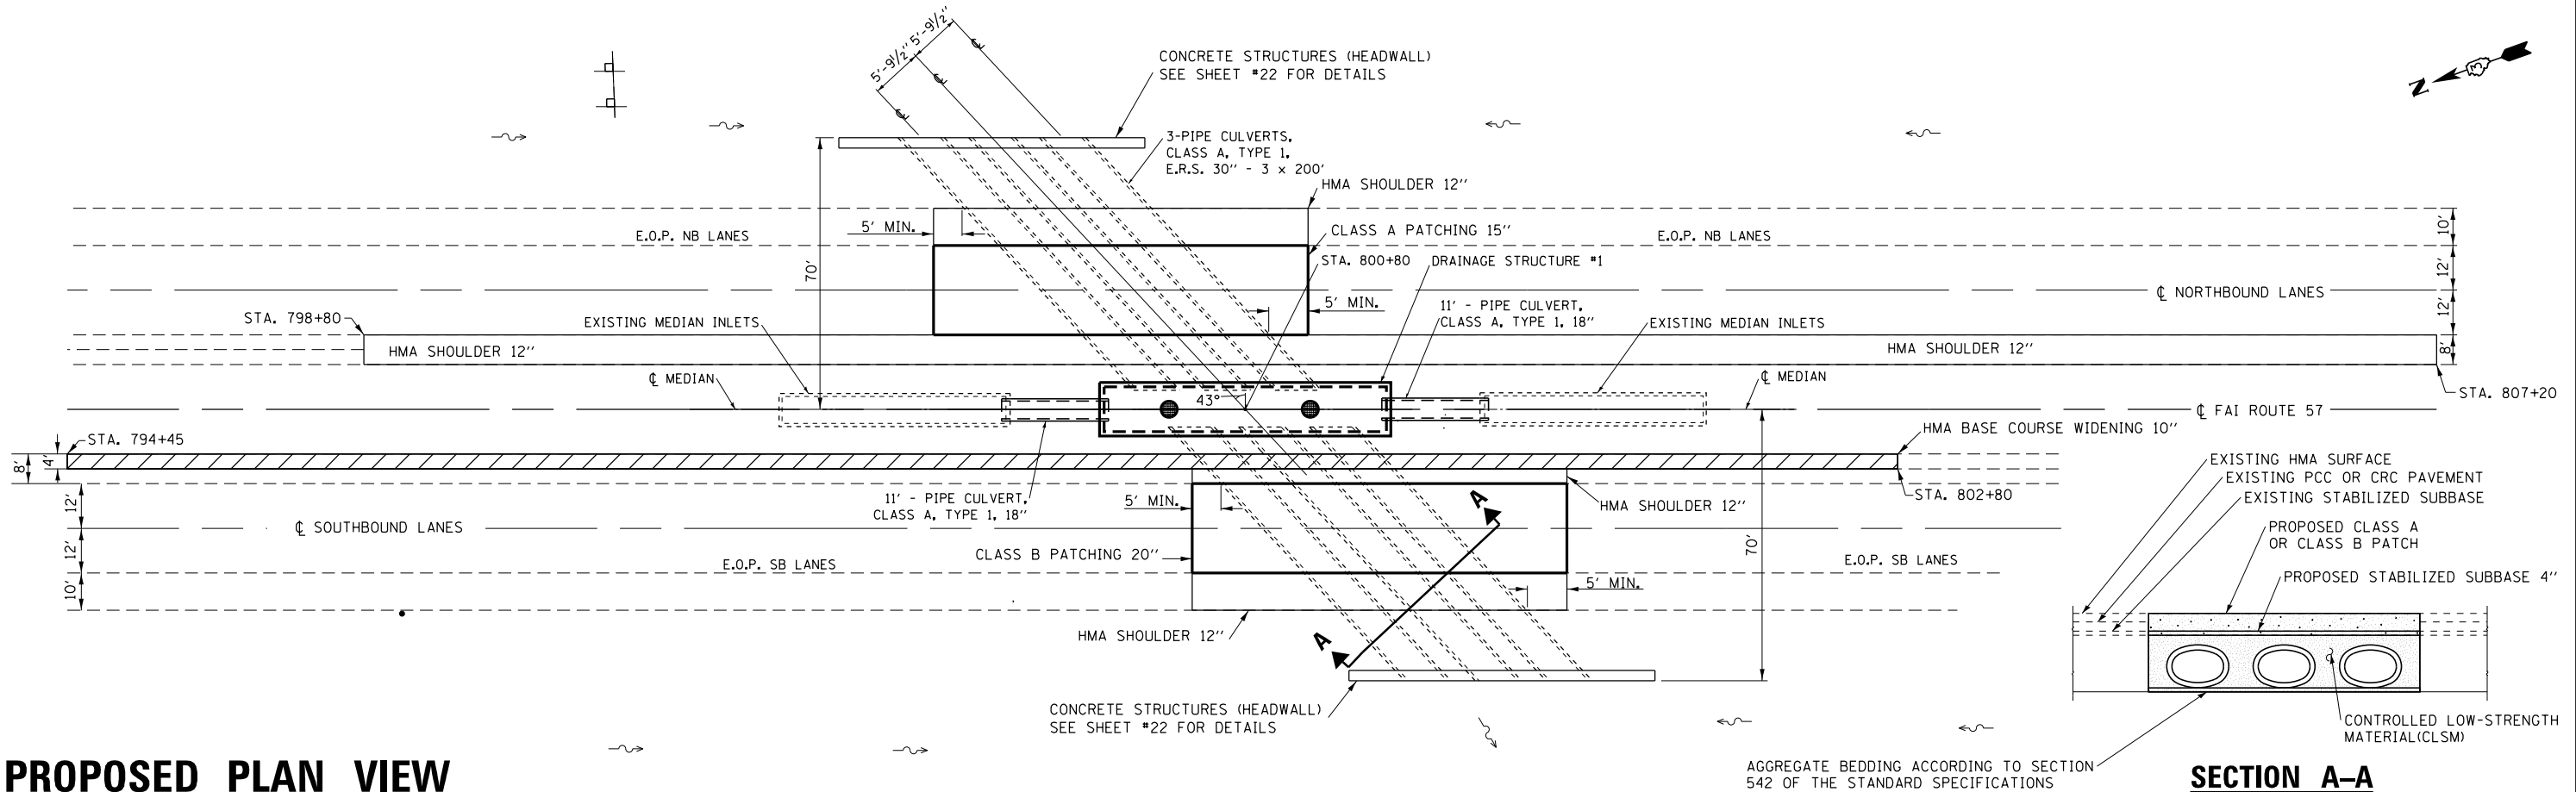 5'-9½"
5'-9½"
℄
℄
℄
CONCRETE STRUCTURES (HEADWALL)
SEE SHEET #22 FOR DETAILS
N
3-PIPE CULVERTS,
CLASS A, TYPE 1,
E.R.S. 30" - 3 x 200'
HMA SHOULDER 12"
5' MIN.
E.O.P. NB LANES
CLASS A PATCHING 15"
E.O.P. NB LANES
10'
70'
STA. 800+80
DRAINAGE STRUCTURE #1
12'
℄ NORTHBOUND LANES
5' MIN.
11' - PIPE CULVERT,
CLASS A, TYPE 1, 18"
12'
STA. 798+80
EXISTING MEDIAN INLETS
EXISTING MEDIAN INLETS
HMA SHOULDER 12"
HMA SHOULDER 12"
8'
℄ MEDIAN
℄ MEDIAN
STA. 807+20
43°
℄ FAI ROUTE 57
STA. 794+45
HMA BASE COURSE WIDENING 10"
8'
4'
EXISTING HMA SURFACE
EXISTING PCC OR CRC PAVEMENT
EXISTING STABILIZED SUBBASE
11' - PIPE CULVERT,
CLASS A, TYPE 1, 18"
5' MIN.
HMA SHOULDER 12"
STA. 802+80
12'
℄ SOUTHBOUND LANES
A
PROPOSED CLASS A
OR CLASS B PATCH
12'
CLASS B PATCHING 20"
70'
E.O.P. SB LANES
E.O.P. SB LANES
10'
5' MIN.
PROPOSED STABILIZED SUBBASE 4"
HMA SHOULDER 12"
A
CONCRETE STRUCTURES (HEADWALL)
SEE SHEET #22 FOR DETAILS
CONTROLLED LOW-STRENGTH
MATERIAL(CLSM)
AGGREGATE BEDDING ACCORDING TO SECTION
542 OF THE STANDARD SPECIFICATIONS
PROPOSED PLAN VIEW
SECTION A–A